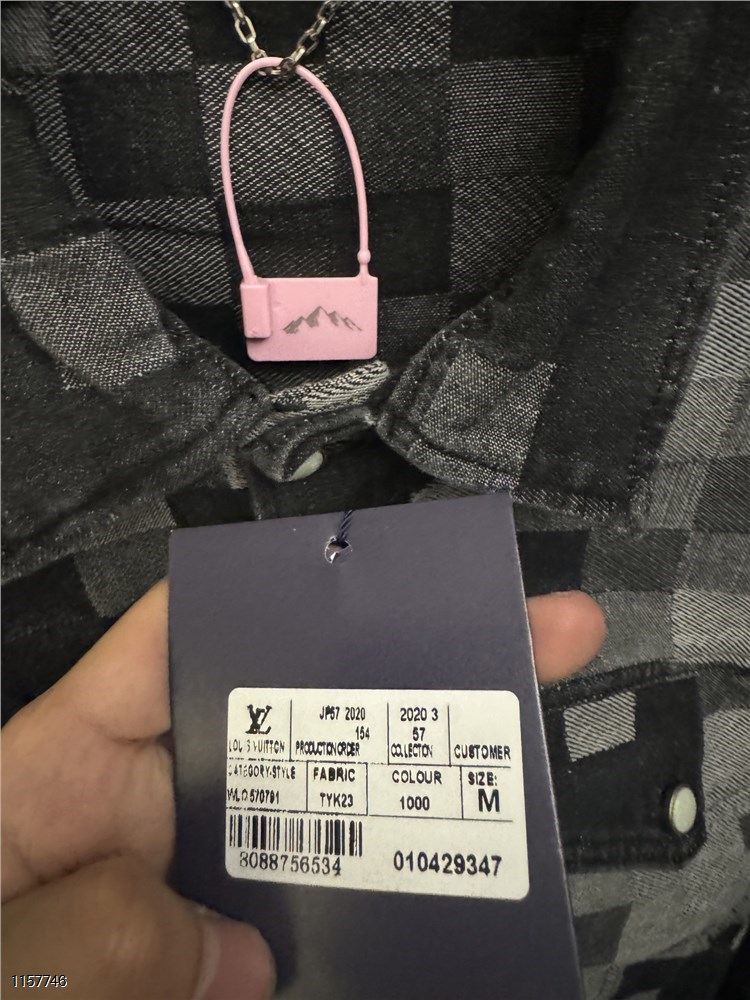 LV
JP57 2020
154
PRODUCTION ORDER
2020 3
57
COLLECTION
CUSTOMER
LOUIS VUITTON
CATEGORY-STYLE
FABRIC
TYK23
COLOUR
1000
SIZE:
M
570791
8088756534
010429347
1157746